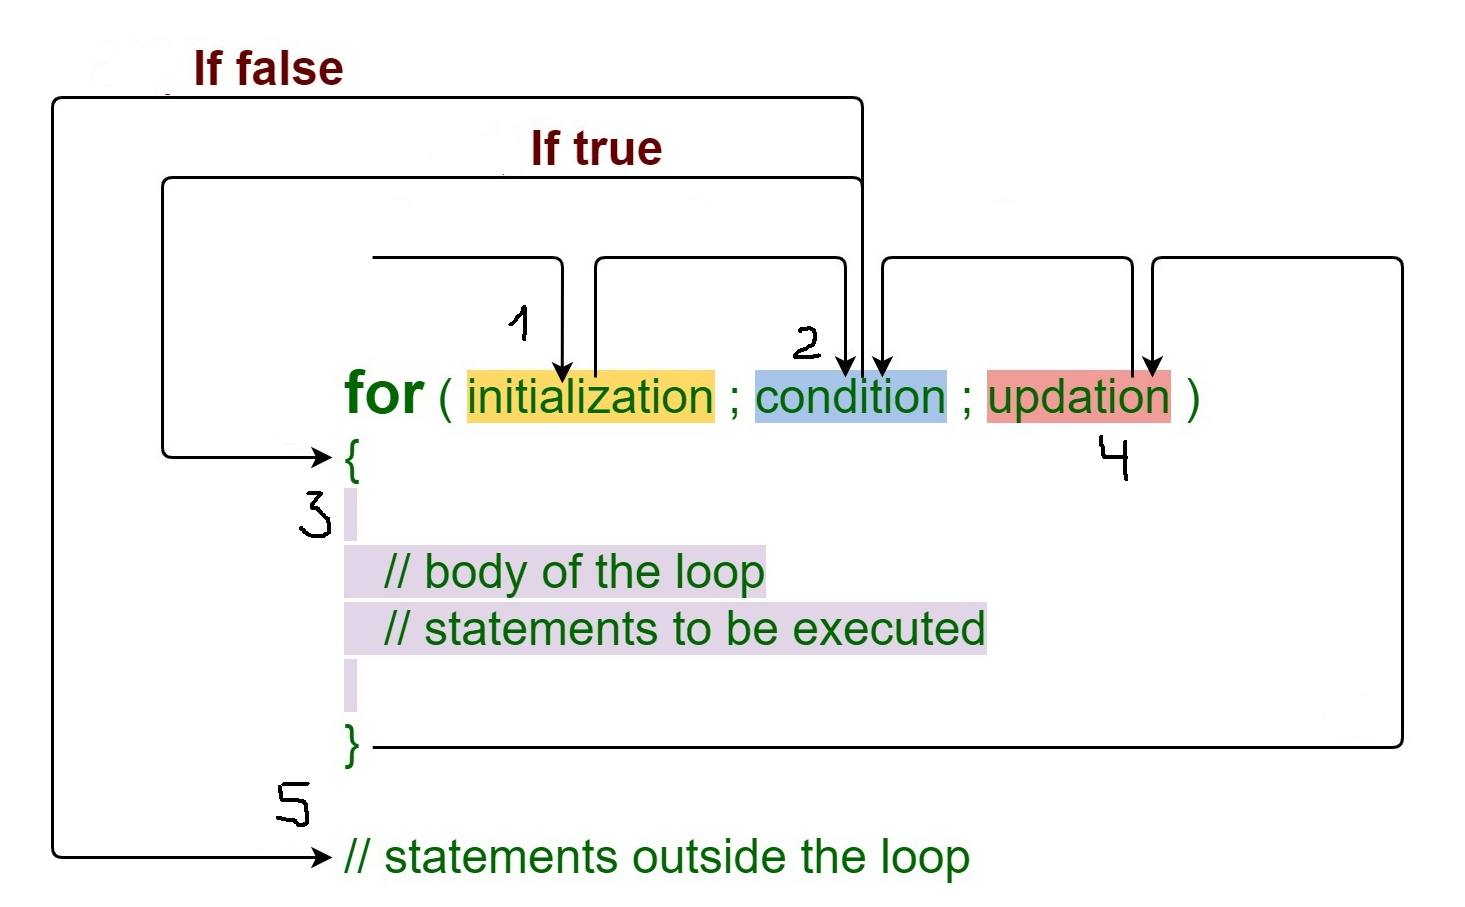 If false
If true
1
2
for ( initialization ; condition ; updation )
4
{
3
// body of the loop
// statements to be executed
}
5
// statements outside the loop